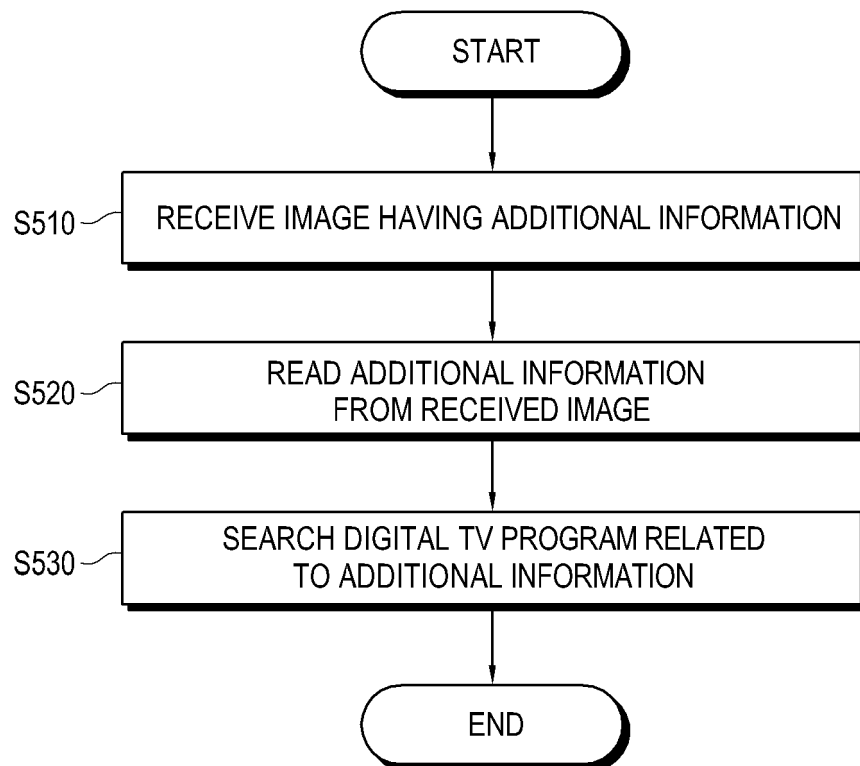 START
S510
RECEIVE IMAGE HAVING ADDITIONAL INFORMATION
S520
READ ADDITIONAL INFORMATION
FROM RECEIVED IMAGE
S530
SEARCH DIGITAL TV PROGRAM RELATED
TO ADDITIONAL INFORMATION
END